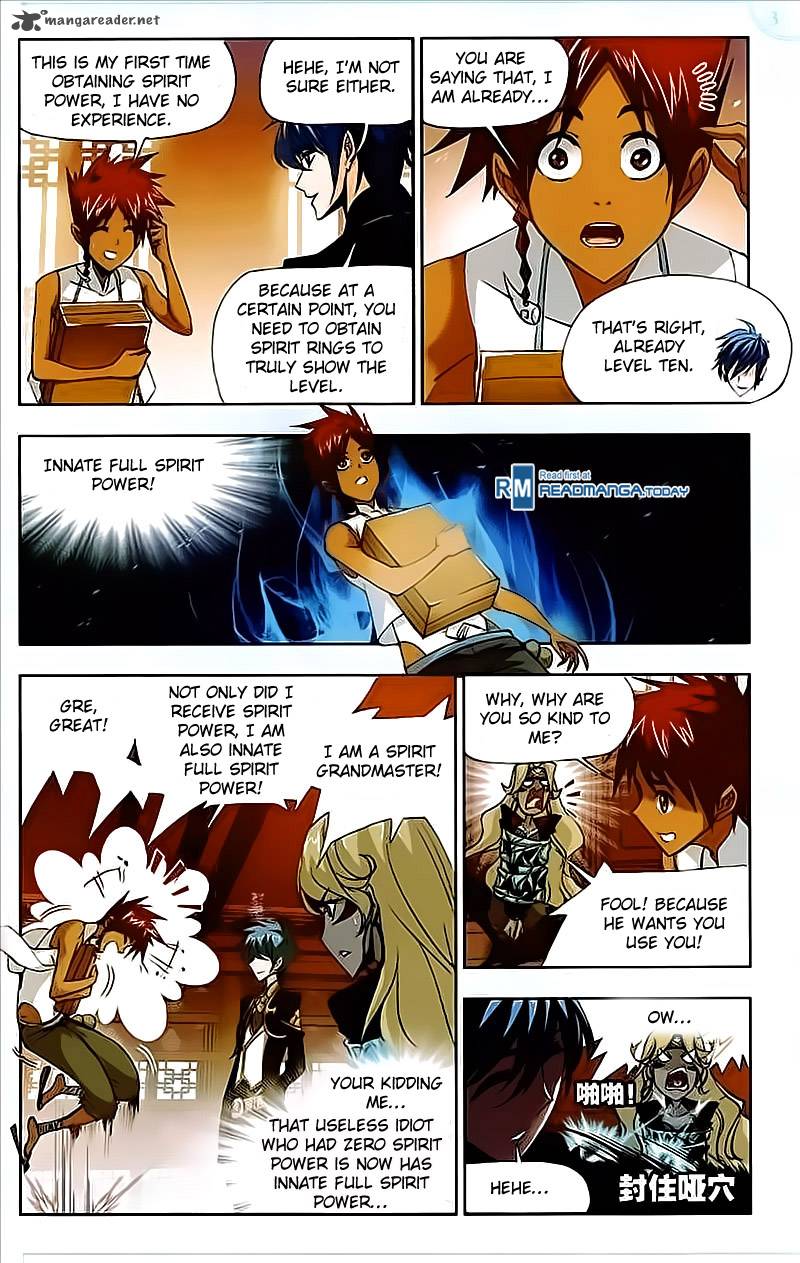 mangareader.net
3
THIS IS MY FIRST TIME
OBTAINING SPIRIT
POWER, I HAVE NO
EXPERIENCE.
HEHE, I'M NOT
SURE EITHER.
BECAUSE AT A
CERTAIN POINT, YOU
NEED TO OBTAIN
SPIRIT RINGS TO
TRULY SHOW THE
LEVEL.
YOU ARE
SAYING THAT, I
AM ALREADY...
THAT'S RIGHT,
ALREADY
LEVEL TEN.
INNATE FULL SPIRIT
POWER!
RM
Read first at
READMANGA.TODAY
GRE,
GREAT!
NOT ONLY DID I
RECEIVE SPIRIT
POWER, I AM
ALSO INNATE
FULL SPIRIT
POWER!
I AM A SPIRIT
GRANDMASTER!
YOUR KIDDING
ME...
THAT USELESS IDIOT
WHO HAD ZERO SPIRIT
POWER IS NOW HAS
INNATE FULL SPIRIT
POWER.
WHY, WHY ARE
YOU SO KIND TO
ME?
FOOL! BECAUSE
HE WANTS YOU
USE YOU!
OW...
啪啪!
HEHE...
封住哑穴